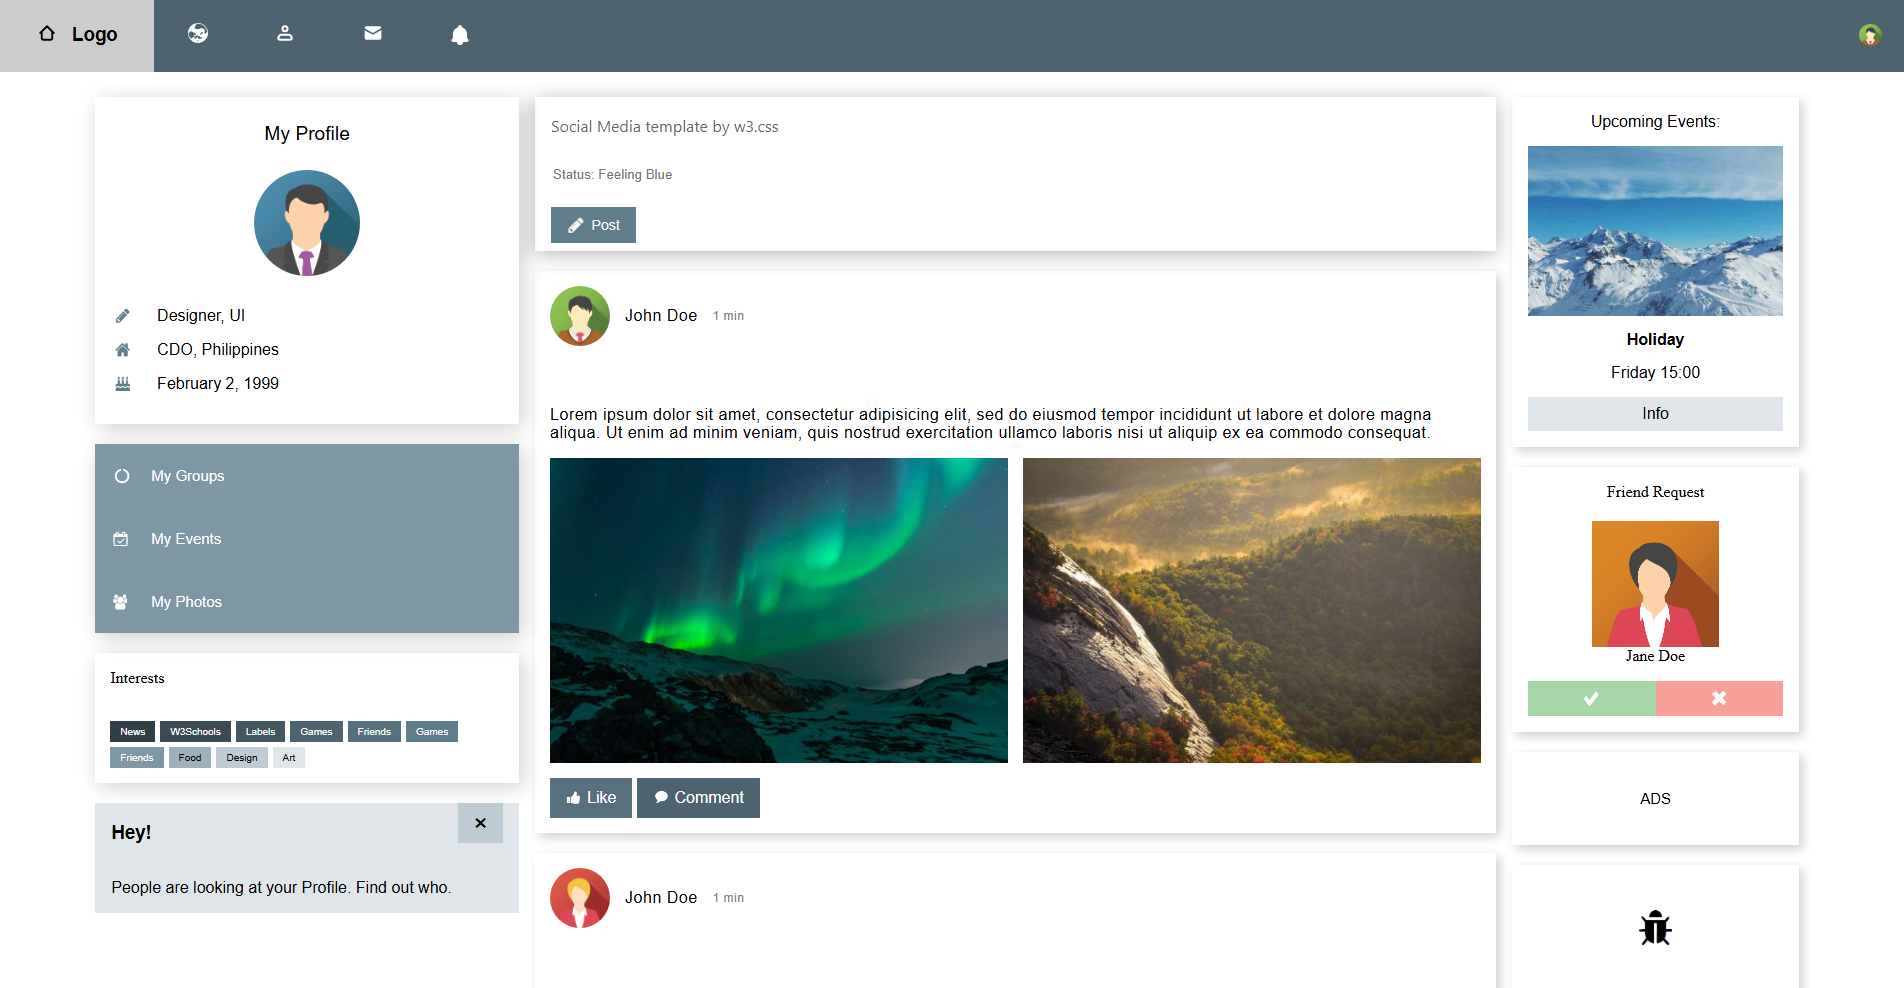 Logo
My Profile
Designer, UI
CDO, Philippines
February 2, 1999
My Groups
My Events
My Photos
Interests
News W3Schools Labels Games Friends Games
Friends Food Design Art
Hey!
People are looking at your Profile. Find out who.
Social Media template by w3.css
Status: Feeling Blue
Post
John Doe 1 min
Lorem ipsum dolor sit amet, consectetur adipisicing elit, sed do eiusmod tempor incididunt ut labore et dolore magna
aliqua. Ut enim ad minim veniam, quis nostrud exercitation ullamco laboris nisi ut aliquip ex ea commodo consequat.
Like Comment
John Doe 1 min
Upcoming Events:
Holiday
Friday 15:00
Info
Friend Request
Jane Doe
ADS